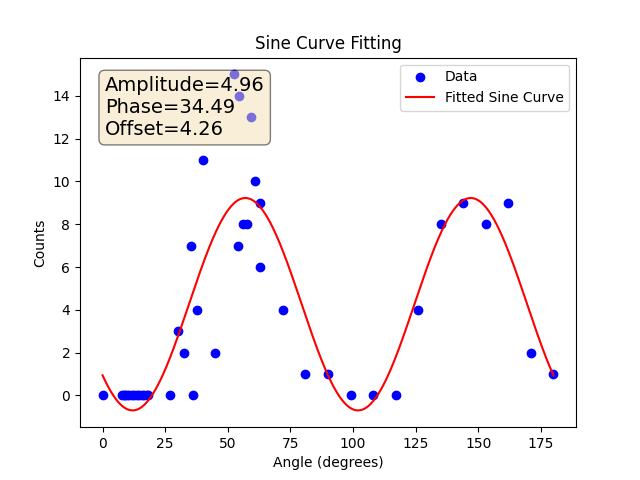 Sine Curve Fitting
Amplitude=4.96
Phase=34.49
Offset=4.26
Data
Fitted Sine Curve
Counts
14
12
10
8
6
4
2
0
0 25 50 75 100 125 150 175
Angle (degrees)